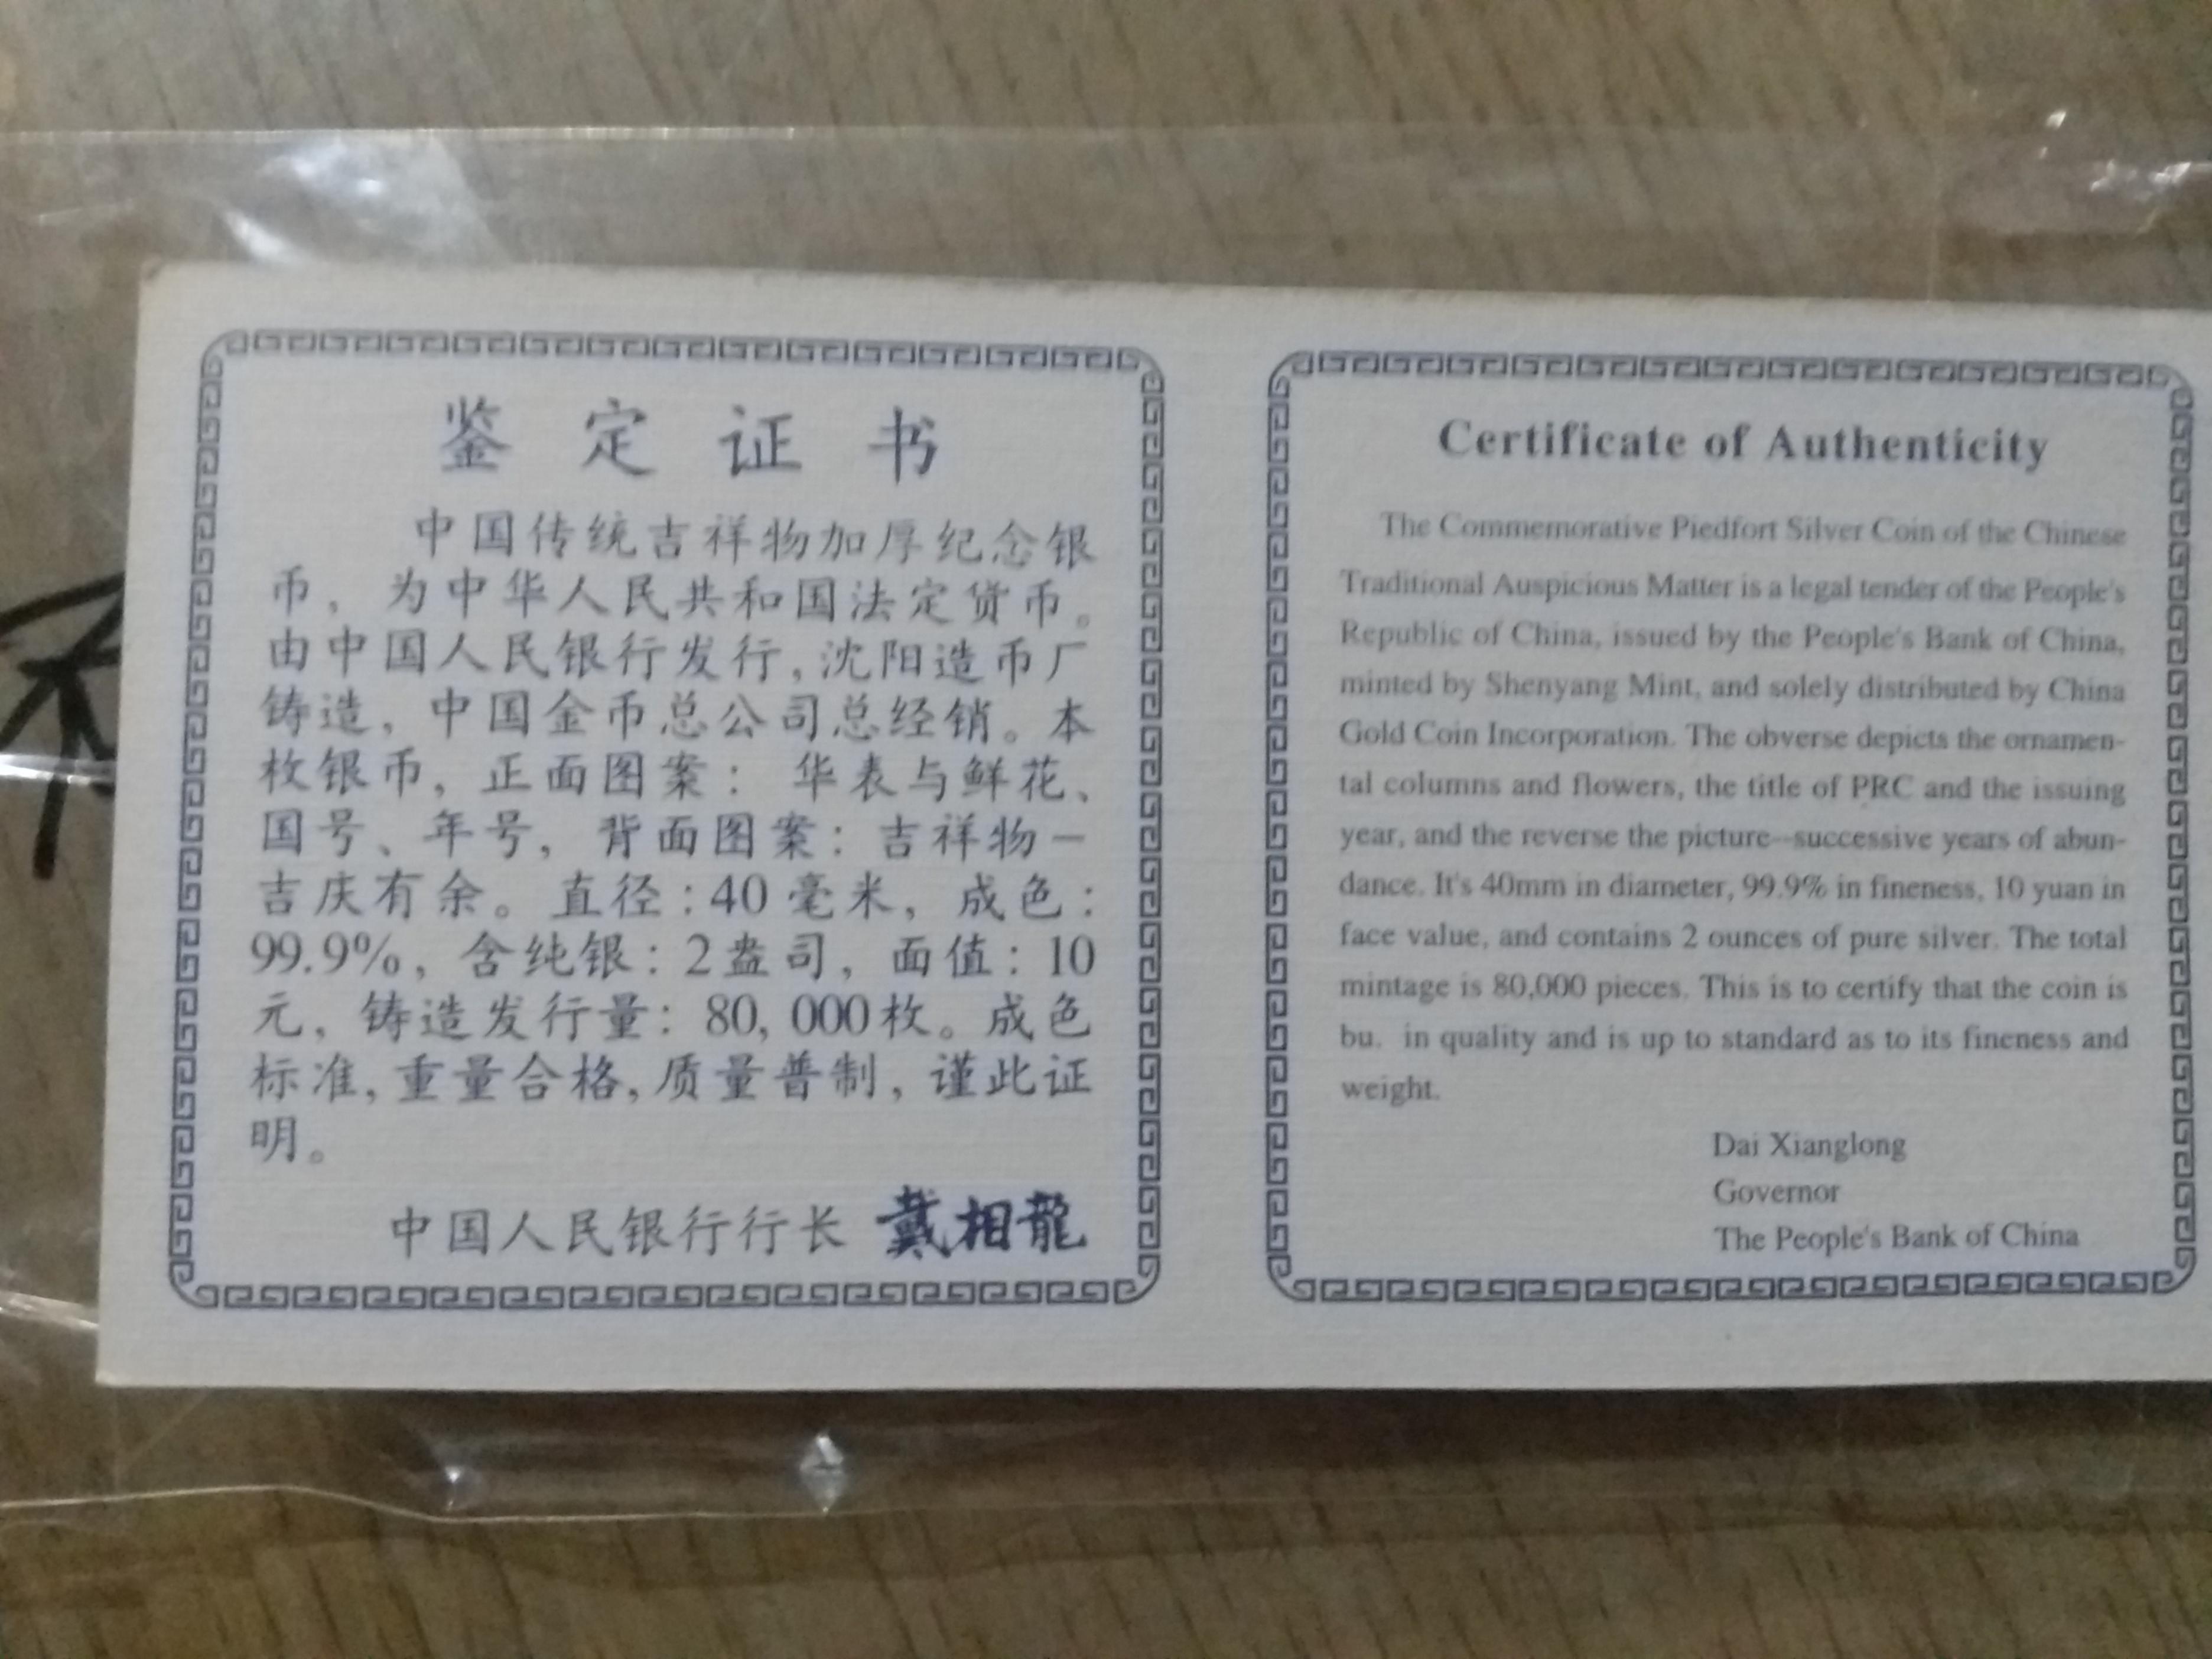 鉴定证书
中国传统吉祥物加厚纪念银
币，为中华人民共和国法定货币。
由中国人民银行发行,沈阳造币厂
铸造，中国金币总公司总经销。本
枚银币，正面图案：华表与鲜花、
国号、年号，背面图案：吉祥物—
吉庆有余。直径：40毫米，成色：
99.9%，含纯银：2盎司，面值：10
元，铸造发行量：80,000枚。成色
标准,重量合格,质量普制，谨此证
明。
中国人民银行行长 戴相龍
Certificate of Authenticity
The Commemorative Piedfort Silver Coin of the Chinese
Traditional Auspicious Matter is a legal tender of the People's
Republic of China, issued by the People's Bank of China,
minted by Shenyang Mint, and solely distributed by China
Gold Coin Incorporation. The obverse depicts the ornamen-
tal columns and flowers, the title of PRC and the issuing
year, and the reverse the picture--successive years of abun-
dance. It's 40mm in diameter, 99.9% in fineness, 10 yuan in
face value, and contains 2 ounces of pure silver. The total
mintage is 80,000 pieces. This is to certify that the coin is
bu. in quality and is up to standard as to its fineness and
weight.
Dai Xianglong
Governor
The People's Bank of China